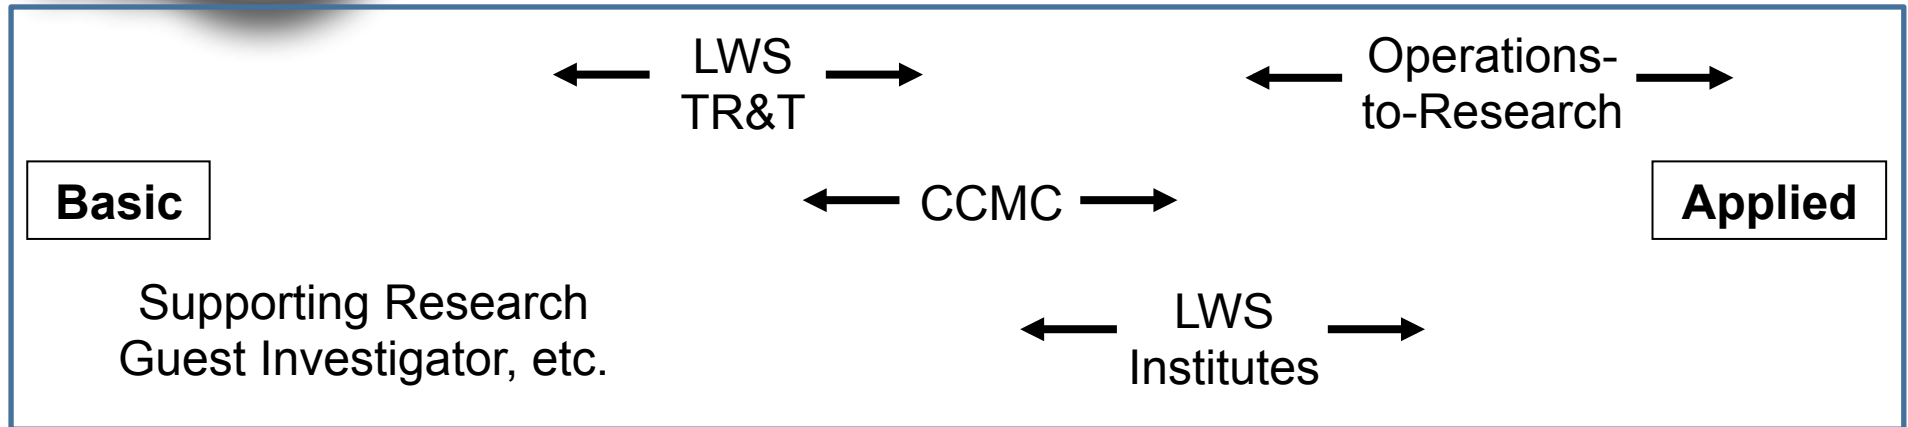 LWS
TR&T
Operations-
to-Research
Basic
CCMC
Applied
Supporting Research
Guest Investigator, etc.
LWS
Institutes